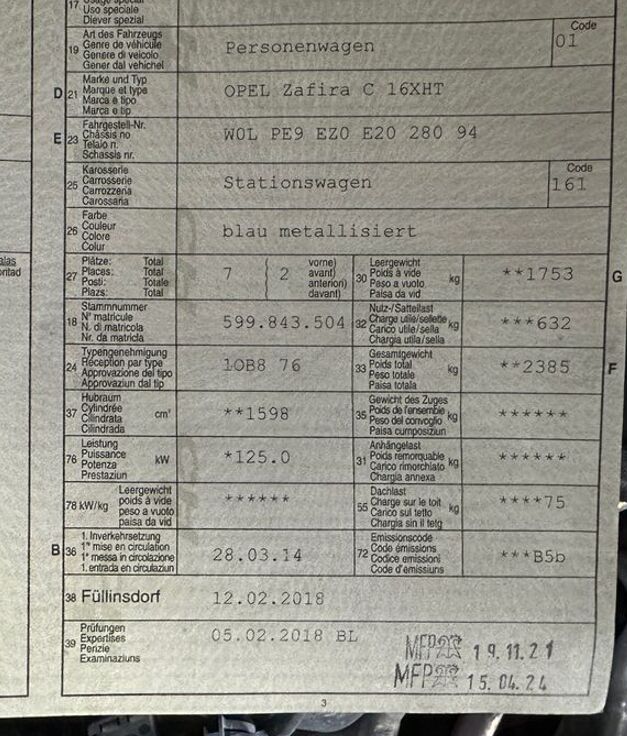 17
Uso speciale
Diever spezial
19 Art des Fahrzeugs
Genre de véhicule
Genere di veicolo
Gener dal vehichel
Personenwagen
Code
01
D 21 Marke und Typ
Marque et type
Marca e tipo
Marca e tip
OPEL Zafira C 16XHT
E 23 Fahrgestell-Nr.
Châssis no
Telaio n.
Schassis nr.
W0L PE9 EZ0 E20 280 94
25 Karosserie
Carrosserie
Carrozzeria
Carossaria
Stationswagen
Code
161
26 Farbe
Couleur
Colore
Colur
blau metallisiert
27 Plätze: Total
Places: Total
Posti: Totale
Plazs: Total
7 ( 2
vorne)
avant)
anteriori)
davant)
30 Leergewicht
Poids à vide
Peso a vuoto
Paisa da vid
kg
**1753
G
18 Stammnummer
N° matricule
N. di matricola
Nr. da matricla
599.843.504
32 Nutz-/Sattellast
Charge utile/sellette
Carico utile/sella
Chargia utila/sella
kg
***632
24 Typengenehmigung
Réception par type
Approvazione del tipo
Approvaziun dal tip
1OB8 76
33 Gesamtgewicht
Poids total
Peso totale
Paisa totala
kg
**2385
F
37 Hubraum
Cylindrée
Cilindrata
Cilindrada
cm³
**1598
35 Gewicht des Zuges
Poids de l'ensemble
Peso del convoglio
Paisa cumposiziun
kg
******
76 Leistung
Puissance
Potenza
Prestaziun
kW
*125.0
31 Anhängelast
Poids remorquable
Carico rimorchiato
Chargia annexa
kg
******
78 kW/kg
Leergewicht
poids à vide
peso a vuoto
paisa da vid
******
55 Dachlast
Charge sur le toit
Carico sul tetto
Chargia sin il tetg
kg
****75
B 36 1. Inverkehrsetzung
1re mise en circulation
1a messa in circolazione
1. entrada en circulaziun
28.03.14
72 Emissionscode
Code émissions
Codice emissioni
Code d'émissiuns
***B5b
38 Füllinsdorf
12.02.2018
39 Prüfungen
Expertises
Perizie
Examinaziuns
05.02.2018 BL
MFP 19.11.21
MFP 15.04.24
3